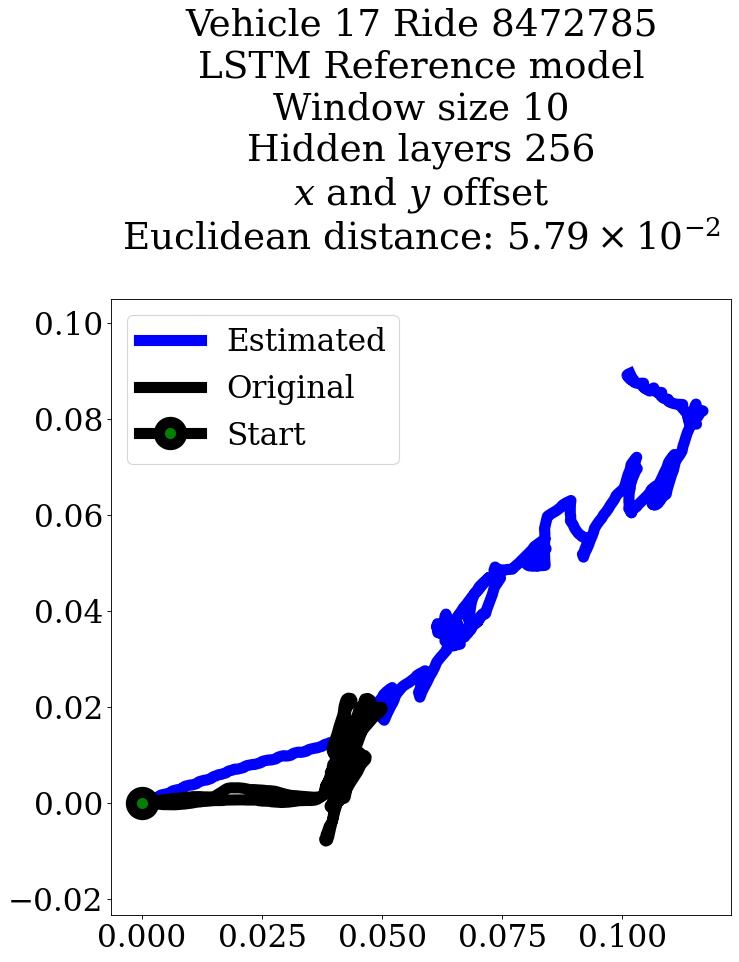 Vehicle 17 Ride 8472785
LSTM Reference model
Window size 10
Hidden layers 256
x and y offset
Euclidean distance: 5.79 × 10⁻²
Estimated
Original
Start
0.10
0.08
0.06
0.04
0.02
0.00
−0.02
0.000 0.025 0.050 0.075 0.100